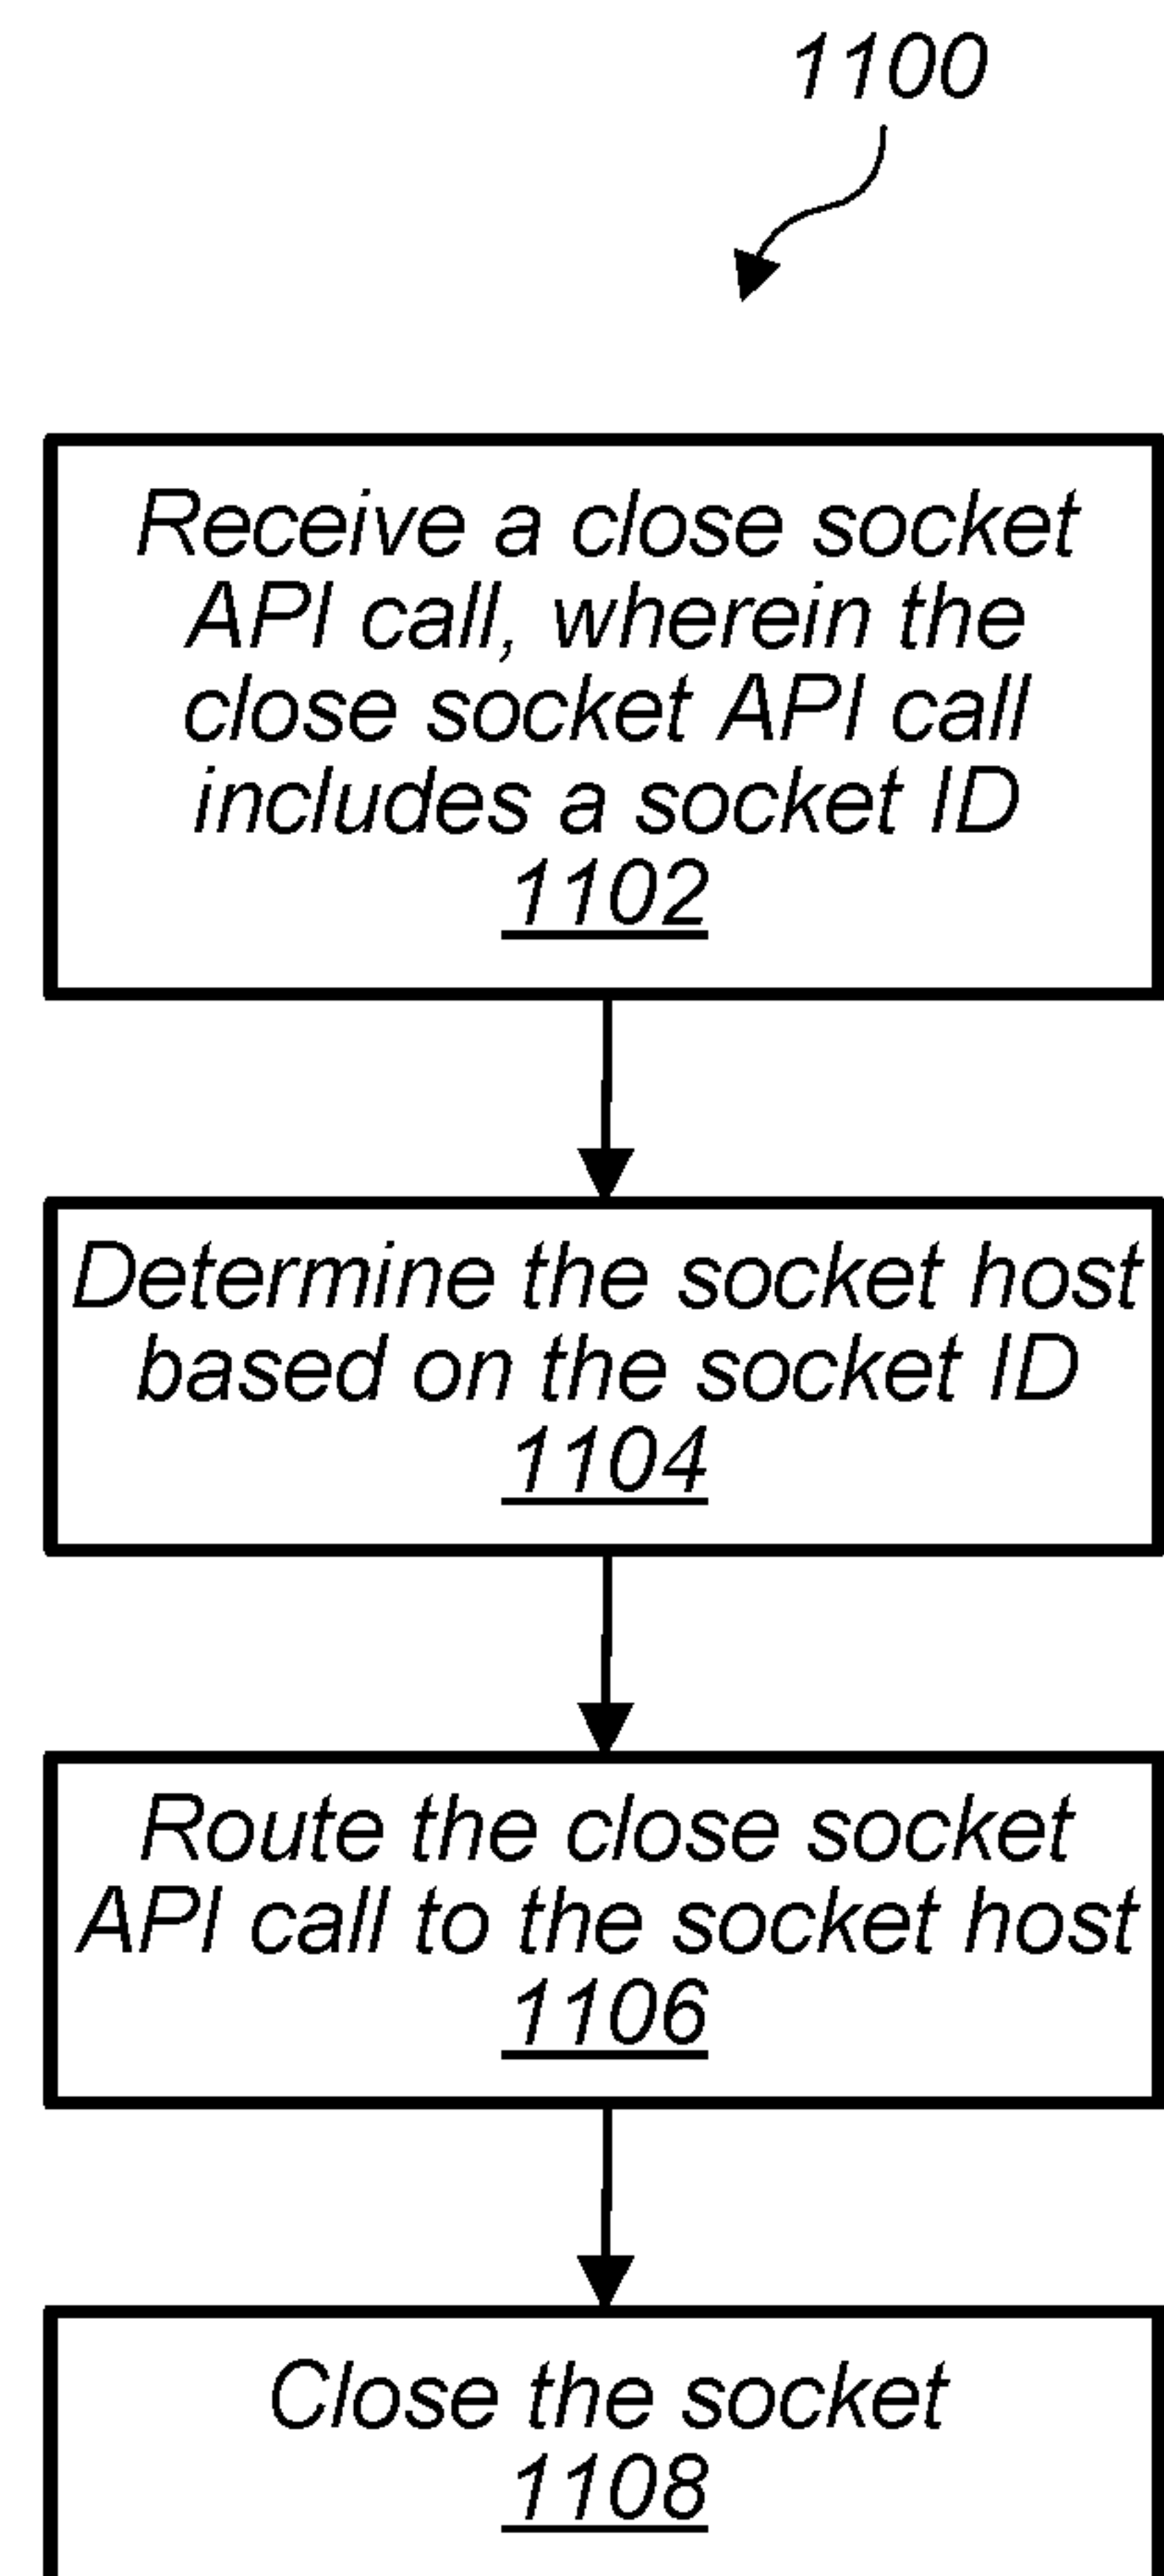 1100
Receive a close socket
API call, wherein the
close socket API call
includes a socket ID
1102
Determine the socket host
based on the socket ID
1104
Route the close socket
API call to the socket host
1106
Close the socket
1108